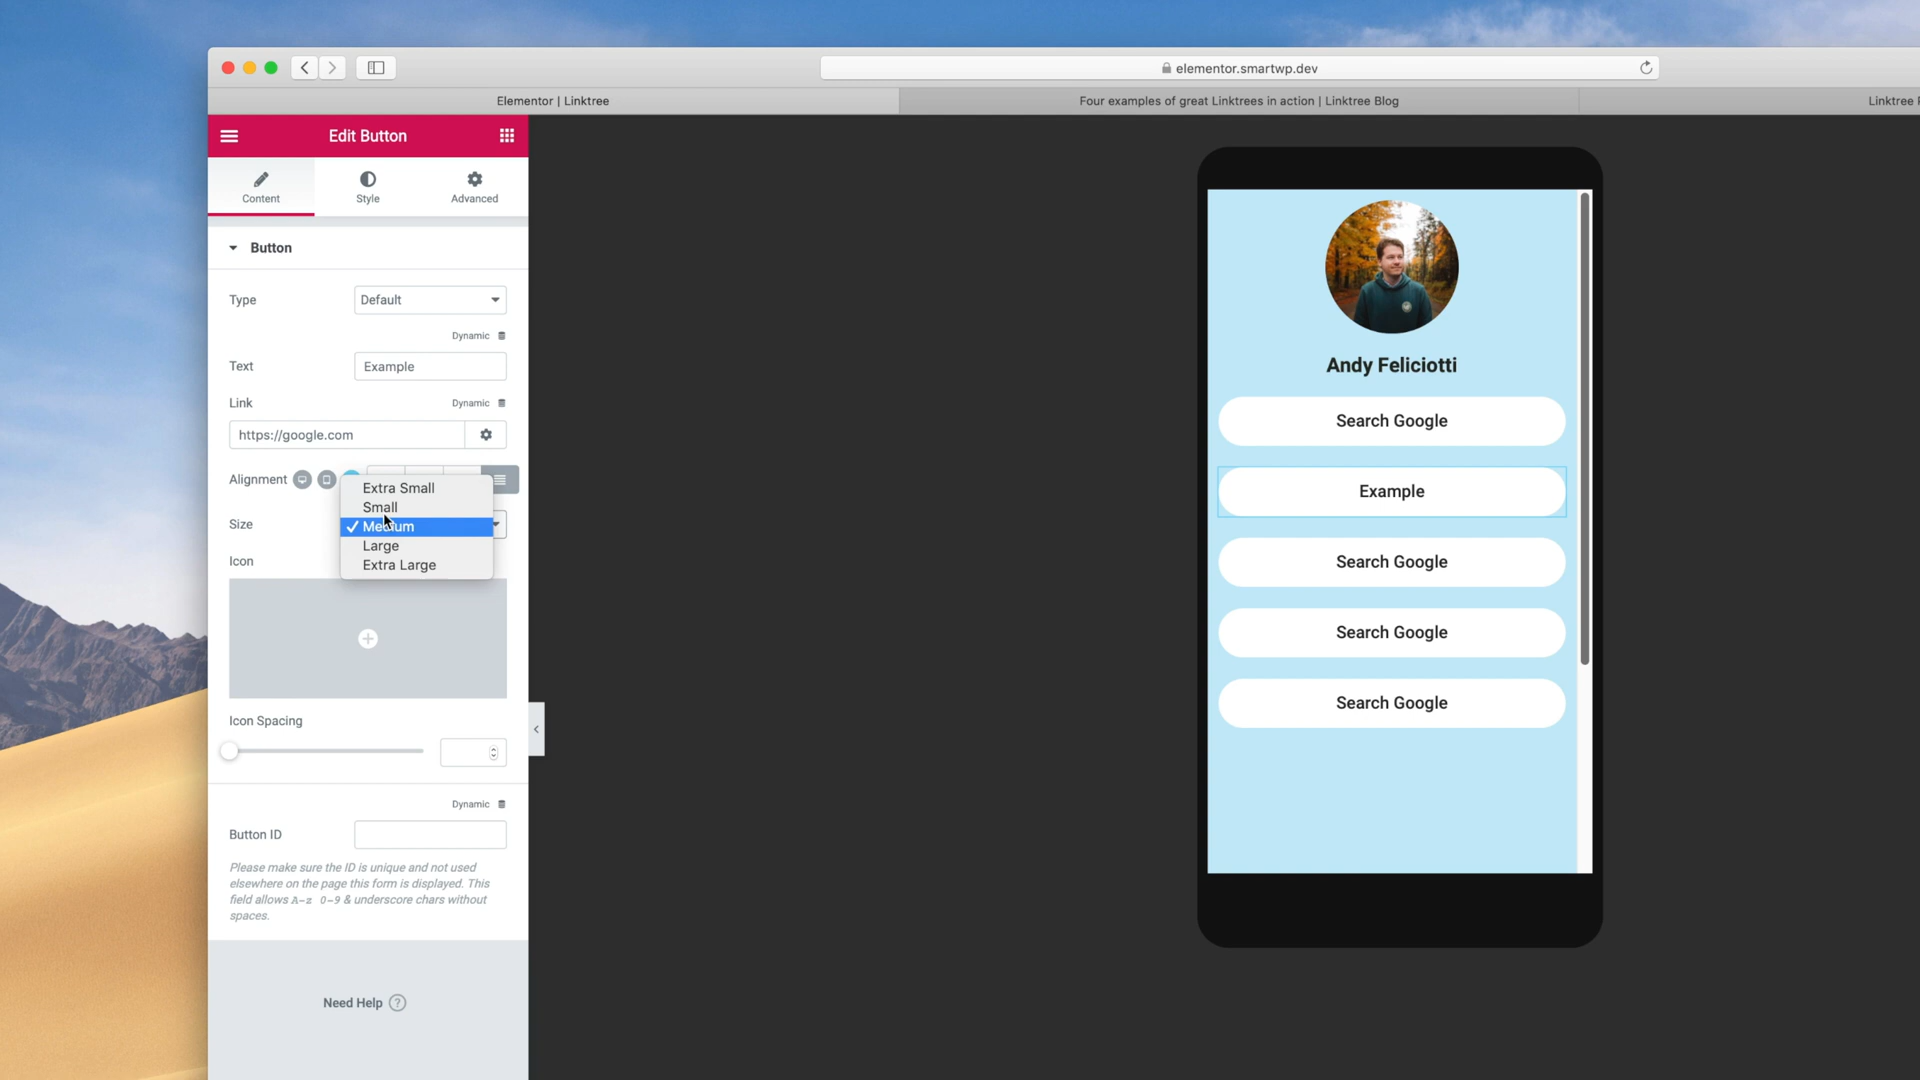 elementor.smartwp.dev
Elementor | Linktree
Four examples of great Linktrees in action | Linktree Blog
Linktree
Edit Button
Content
Style
Advanced
Button
Type
Default
Dynamic
Text
Example
Link
Dynamic
https://google.com
Alignment
Extra Small
Small
Size
Medium
Large
Icon
Extra Large
Icon Spacing
Dynamic
Button ID
Please make sure the ID is unique and not used
elsewhere on the page this form is displayed. This
field allows A-z 0-9 & underscore chars without
spaces.
Need Help ?
Andy Feliciotti
Search Google
Example
Search Google
Search Google
Search Google